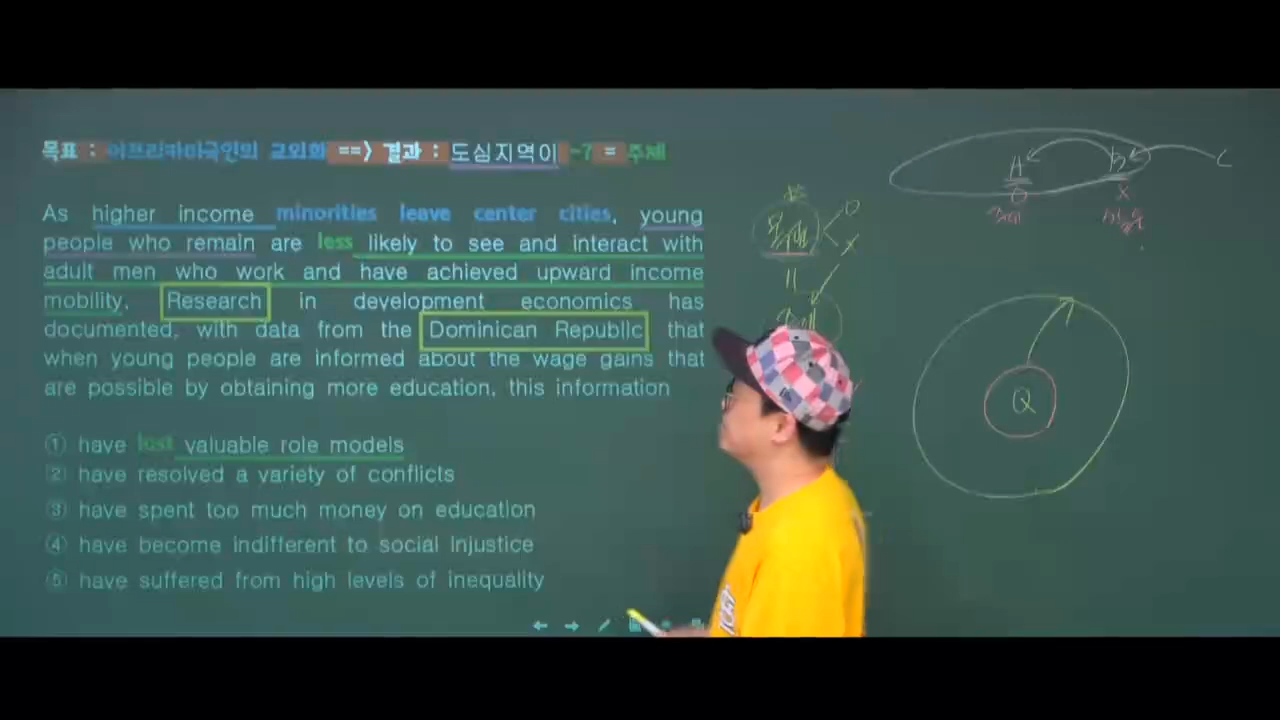 목표 : 아프리카미국인의 교외화 ==> 결과 : 도심지역이 -7 = 주제
As higher income minorities leave center cities, young
people who remain are less likely to see and interact with
adult men who work and have achieved upward income
mobility. Research in development economics has
documented, with data from the Dominican Republic that
when young people are informed about the wage gains that
are possible by obtaining more education, this information
① have lost valuable role models
② have resolved a variety of conflicts
③ have spent too much money on education
④ have become indifferent to social injustice
⑤ have suffered from high levels of inequality
A B C
O X
O
X
Q